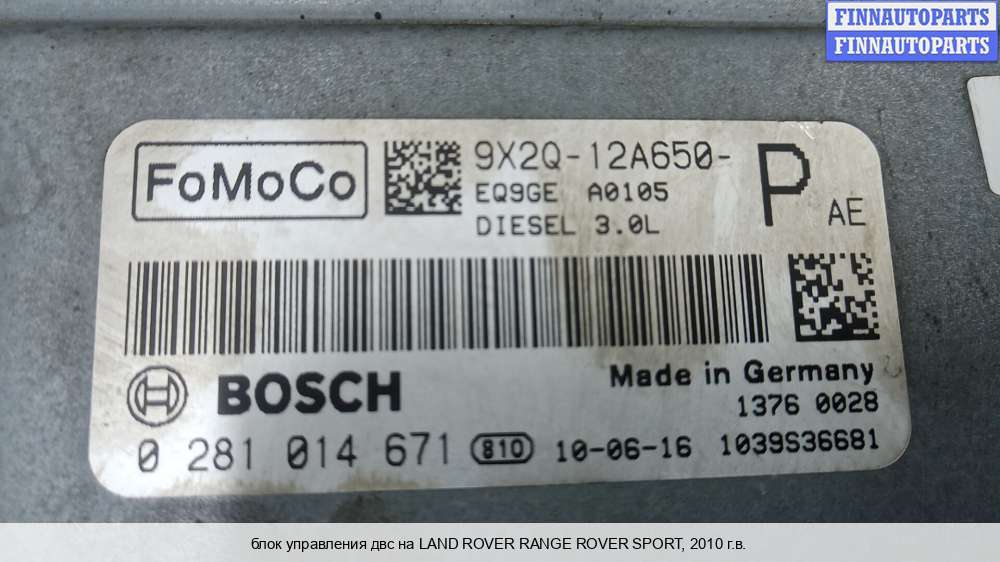 FINNAUTOPARTS
FINNAUTOPARTS
FoMoCo
9X2Q-12A650- P AE
EQ9GE A0105
DIESEL 3.0L
BOSCH
Made in Germany
1376 0028
0 281 014 671 810 10-06-16 1039S36681
блок управления двс на LAND ROVER RANGE ROVER SPORT, 2010 г.в.